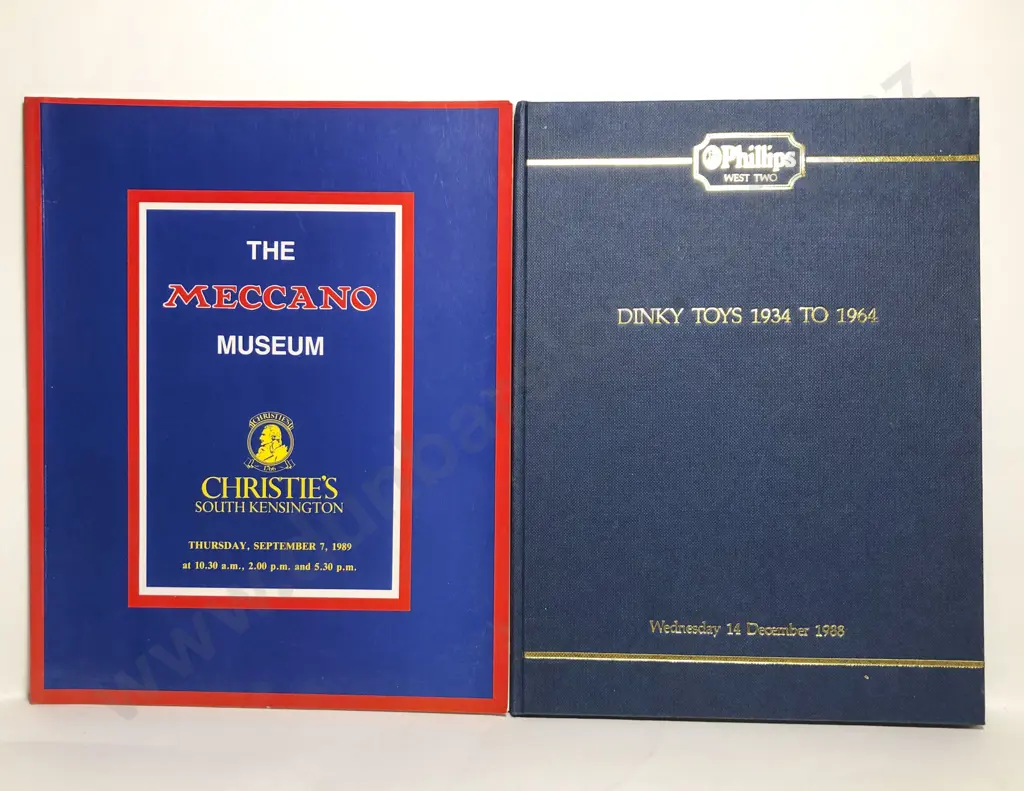 THE
MECCANO
MUSEUM
CHRISTIE'S
1766
CHRISTIE'S
SOUTH KENSINGTON
THURSDAY, SEPTEMBER 7, 1989
at 10.30 a.m., 2.00 p.m. and 5.30 p.m.
Phillips
WEST TWO
DINKY TOYS 1934 TO 1964
Wednesday 14 December 1988